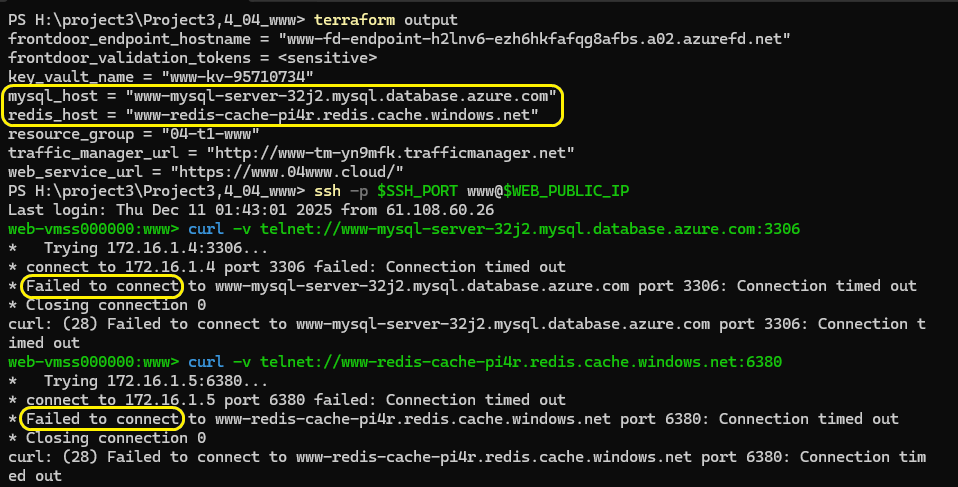 PS H:\project3\Project3,4_04_www> terraform output
frontdoor_endpoint_hostname = "www-fd-endpoint-h2lnv6-ezh6hkfafqg8afbs.a02.azurefd.net"
frontdoor_validation_tokens = <sensitive>
key_vault_name = "www-kv-95710734"
mysql_host = "www-mysql-server-32j2.mysql.database.azure.com"
redis_host = "www-redis-cache-pi4r.redis.cache.windows.net"
resource_group = "04-t1-www"
traffic_manager_url = "http://www-tm-yn9mfk.trafficmanager.net"
web_service_url = "https://www.04www.cloud/"
PS H:\project3\Project3,4_04_www> ssh -p $SSH_PORT www@$WEB_PUBLIC_IP
Last login: Thu Dec 11 01:43:01 2025 from 61.108.60.26
web-vmss000000:www> curl -v telnet://www-mysql-server-32j2.mysql.database.azure.com:3306
*   Trying 172.16.1.4:3306...
* connect to 172.16.1.4 port 3306 failed: Connection timed out
* Failed to connect to www-mysql-server-32j2.mysql.database.azure.com port 3306: Connection timed out
* Closing connection 0
curl: (28) Failed to connect to www-mysql-server-32j2.mysql.database.azure.com port 3306: Connection t
imed out
web-vmss000000:www> curl -v telnet://www-redis-cache-pi4r.redis.cache.windows.net:6380
*   Trying 172.16.1.5:6380...
* connect to 172.16.1.5 port 6380 failed: Connection timed out
* Failed to connect to www-redis-cache-pi4r.redis.cache.windows.net port 6380: Connection timed out
* Closing connection 0
curl: (28) Failed to connect to www-redis-cache-pi4r.redis.cache.windows.net port 6380: Connection tim
ed out